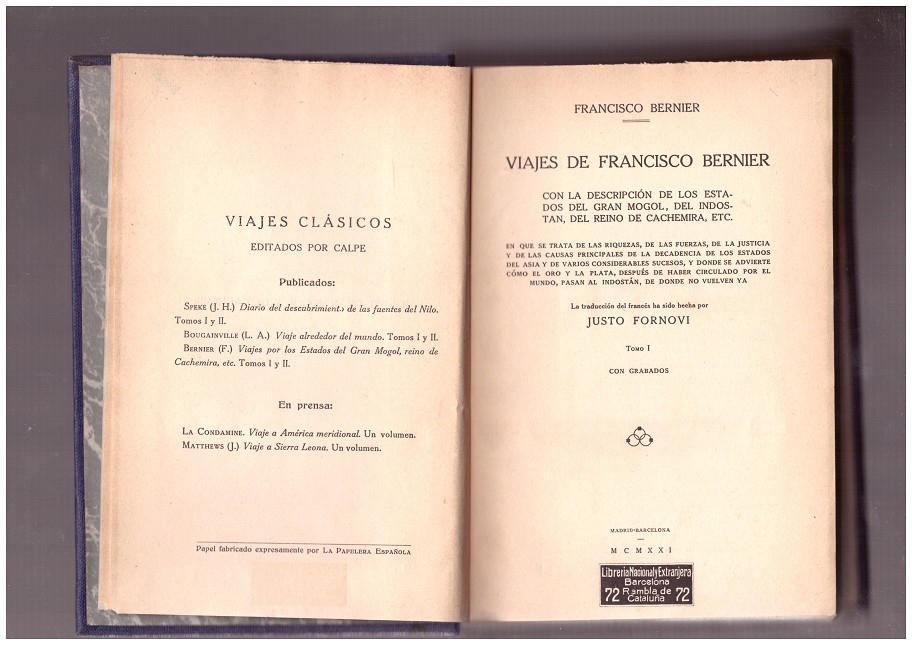 VIAJES CLÁSICOS
EDITADOS POR CALPE
Publicados:
SPEKE (J. H.) Diario del descubrimiento de las fuentes del Nilo.
Tomos I y II.
BOUGAINVILLE (L. A.) Viaje alrededor del mundo. Tomos I y II.
BERNIER (F.) Viajes por los Estados del Gran Mogol, reino de
Cachemira, etc. Tomos I y II.
En prensa:
LA CONDAMINE. Viaje a América meridional. Un volumen.
MATTHEWS (J.) Viaje a Sierra Leona. Un volumen.
Papel fabricado expresamente por LA PAPELERA ESPAÑOLA
FRANCISCO BERNIER
VIAJES DE FRANCISCO BERNIER
CON LA DESCRIPCIÓN DE LOS ESTA-
DOS DEL GRAN MOGOL, DEL INDOS-
TAN, DEL REINO DE CACHEMIRA, ETC.
EN QUE SE TRATA DE LAS RIQUEZAS, DE LAS FUERZAS, DE LA JUSTICIA
Y DE LAS CAUSAS PRINCIPALES DE LA DECADENCIA DE LOS ESTADOS
DEL ASIA Y DE VARIOS CONSIDERABLES SUCESOS, Y DONDE SE ADVIERTE
CÓMO EL ORO Y LA PLATA, DESPUÉS DE HABER CIRCULADO POR EL
MUNDO, PASAN AL INDOSTÁN, DE DONDE NO VUELVEN YA
La traducción del francés ha sido hecha por
JUSTO FORNOVI
TOMO I
CON GRABADOS
MADRID-BARCELONA
MCMXXI
Librería Nacional y Extranjera
Barcelona
72 Rambla de Cataluña 72